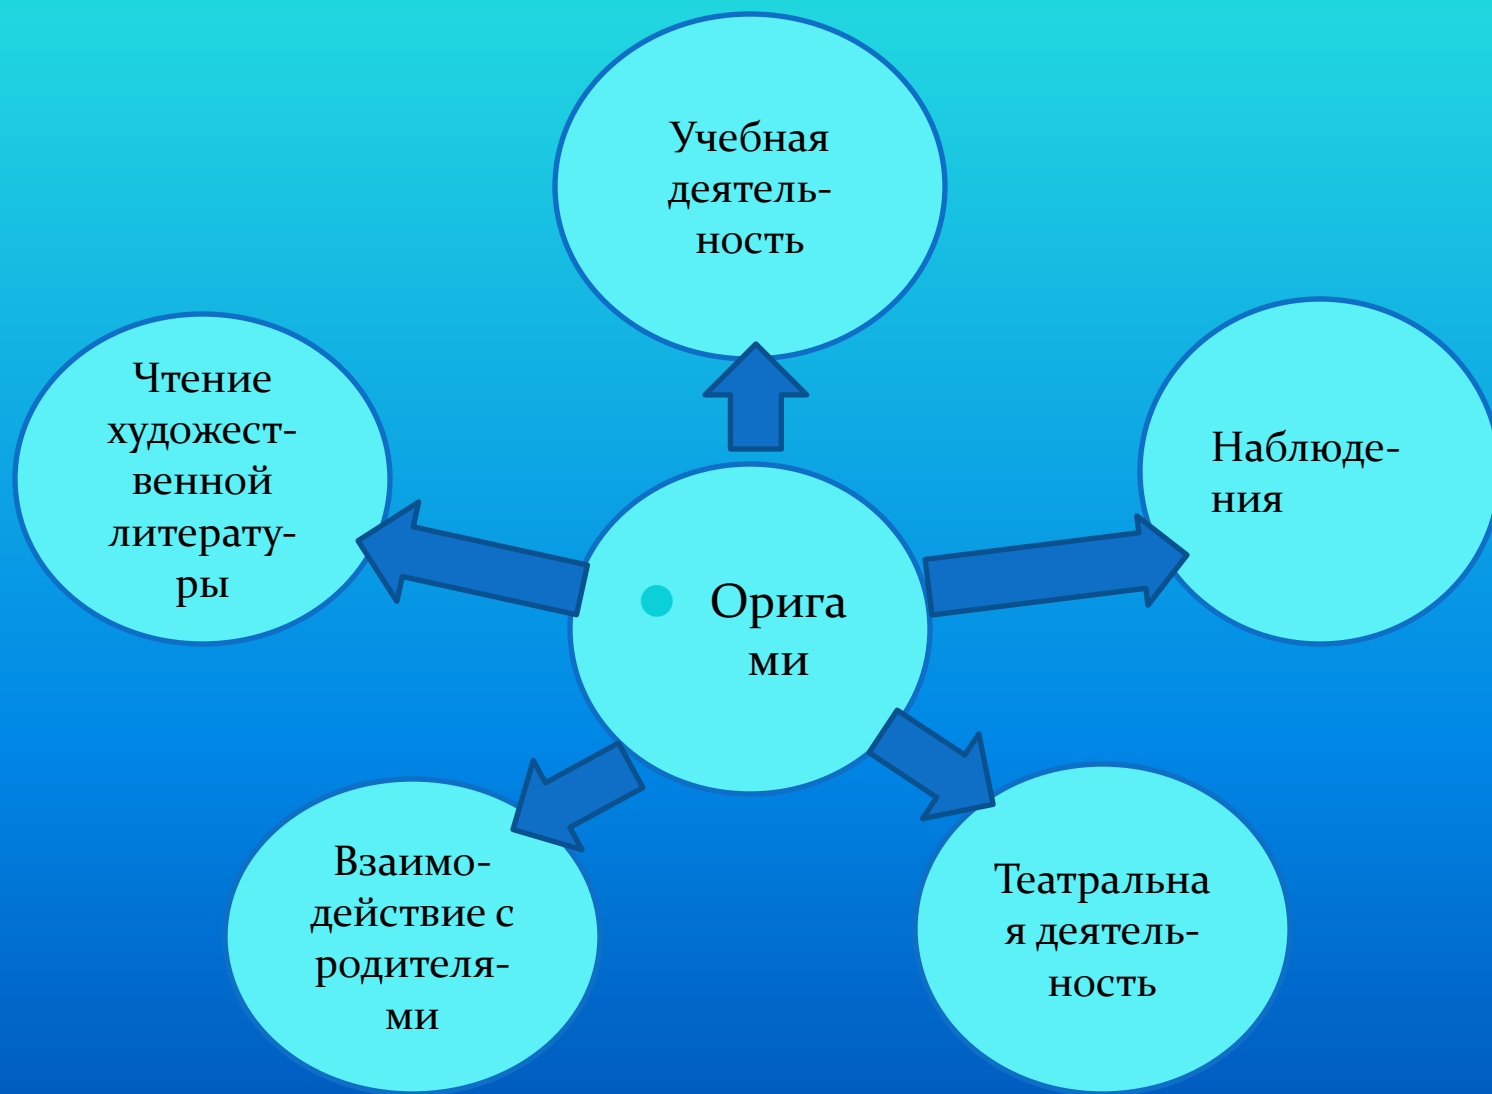 Учебная
деятель-
ность
Чтение
художест-
венной
литерату-
ры
Наблюде-
ния
Орига
ми
Взаимо-
действие с
родителя-
ми
Театральна
я деятель-
ность